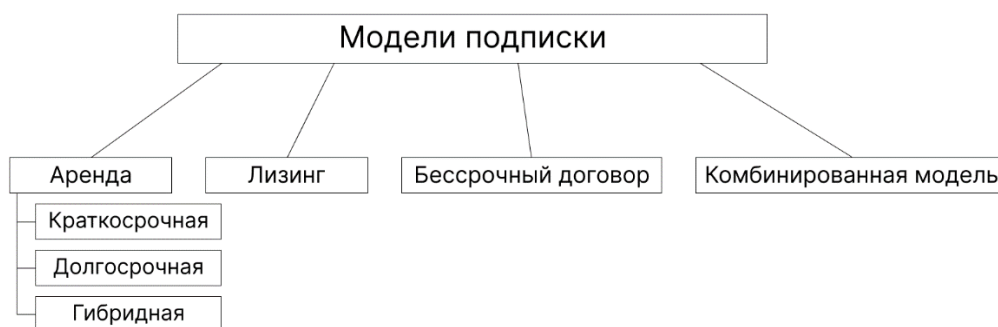 Модели подписки
Аренда
Лизинг
Бессрочный договор
Комбинированная модель
Краткосрочная
Долгосрочная
Гибридная